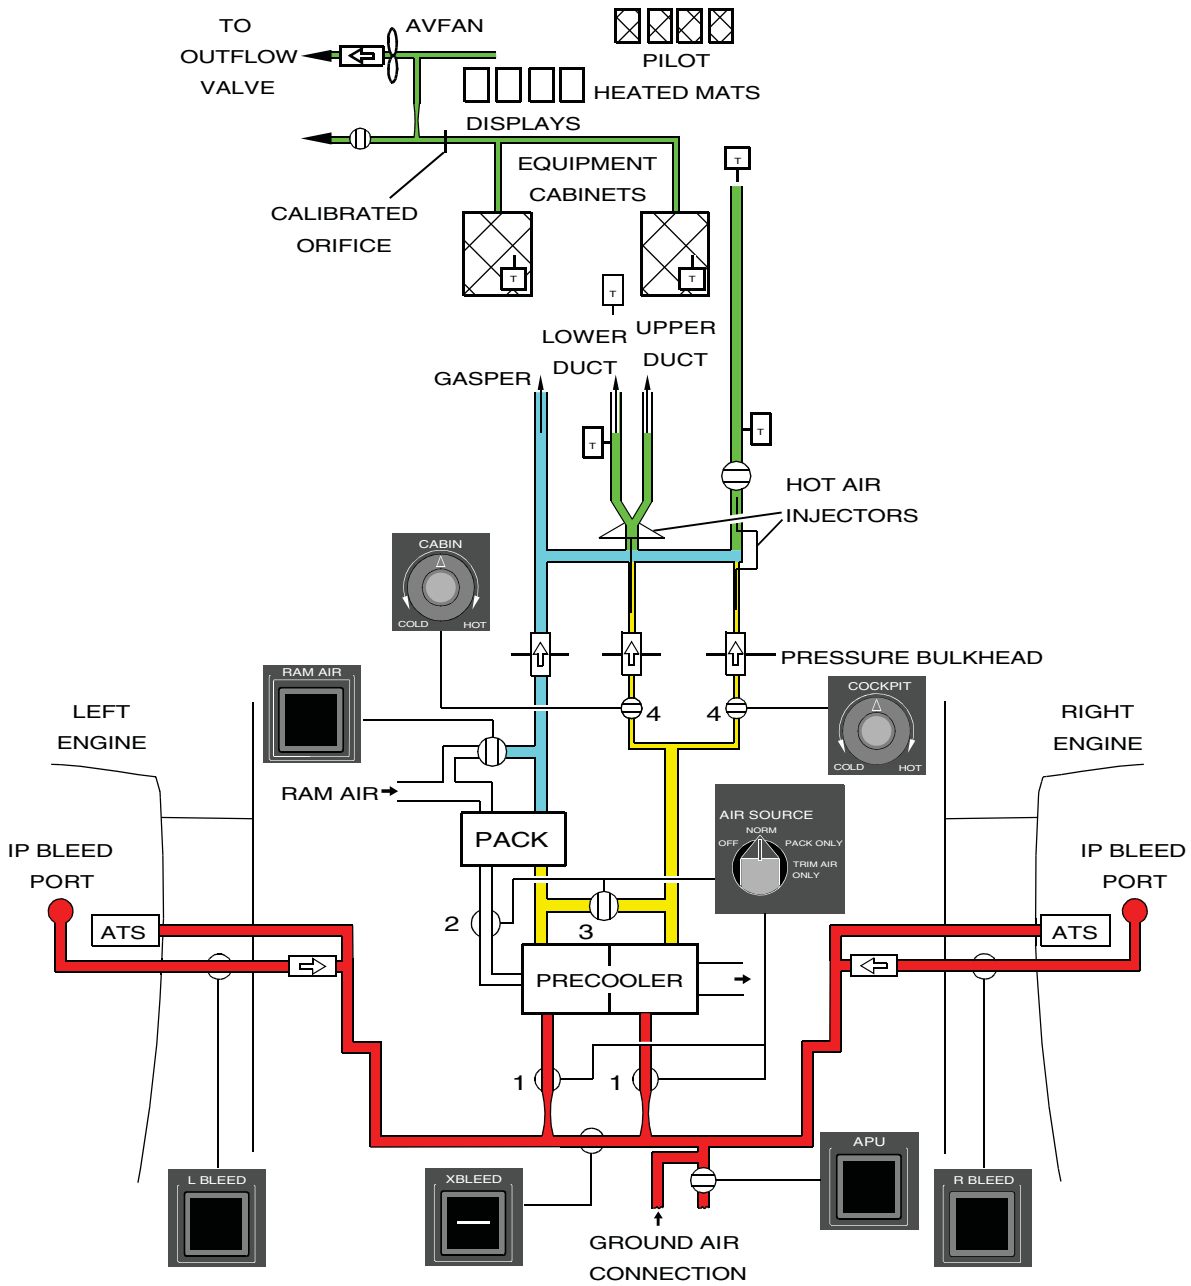 TO
OUTFLOW
VALVE
AVFAN
PILOT
HEATED MATS
DISPLAYS
EQUIPMENT
CABINETS
CALIBRATED
ORIFICE
T
T
T
T
LOWER
DUCT
UPPER
DUCT
GASPER
T
T
HOT AIR
INJECTORS
CABIN
COLD HOT
PRESSURE BULKHEAD
RAM AIR
4
4
COCKPIT
COLD HOT
LEFT
ENGINE
RIGHT
ENGINE
RAM AIR
PACK
AIR SOURCE
NORM
OFF PACK ONLY
TRIM AIR
ONLY
IP BLEED
PORT
IP BLEED
PORT
ATS
2
3
ATS
PRECOOLER
1
1
L BLEED
XBLEED
APU
R BLEED
GROUND AIR
CONNECTION